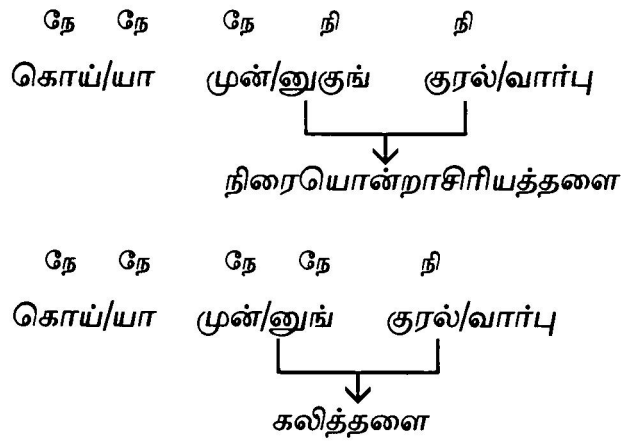 நே நே நே நி நி
கொய்/யா முன்/னுகுங் குரல்/வார்பு
நிரையொன்றாசிரியத்தளை
நே நே நே நே நி
கொய்/யா முன்/னுங் குரல்/வார்பு
கலித்தளை